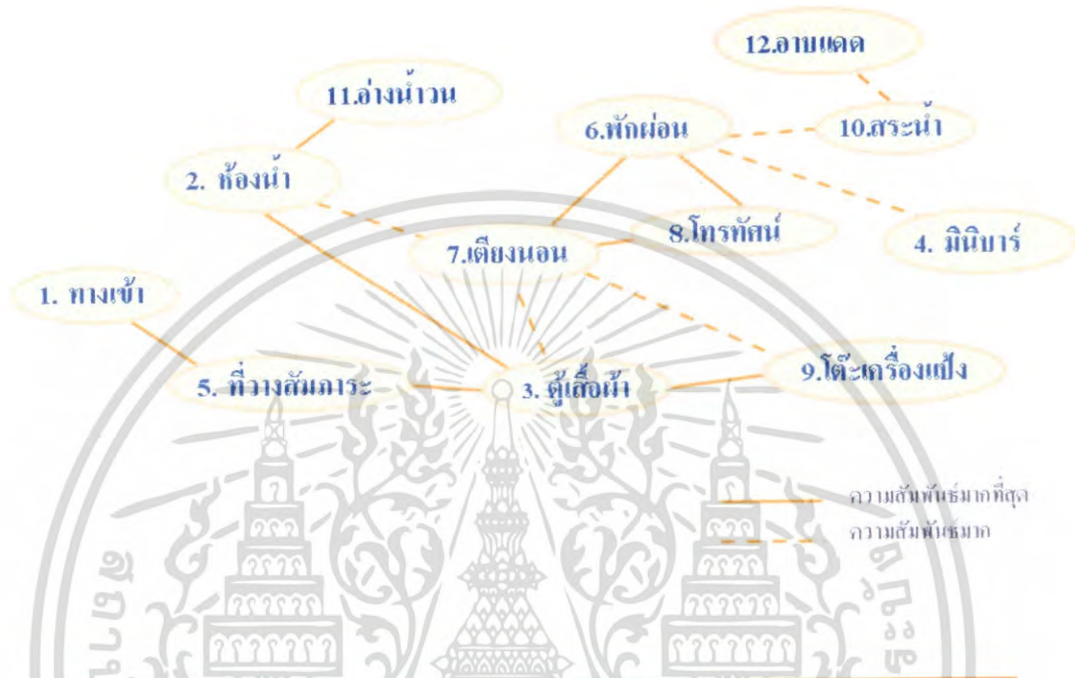 12.อาบแดด
11.อ่างน้ำวน
6.พักผ่อน
10.สระน้ำ
2. ห้องน้ำ
8.โทรทัศน์
4. มินิบาร์
7.เตียงนอน
1. ทางเข้า
9.โต๊ะเครื่องแป้ง
5. ที่วางสัมภาระ
3. ตู้เสื้อผ้า
ความสัมพันธ์มากที่สุด
ความสัมพันธ์มาก